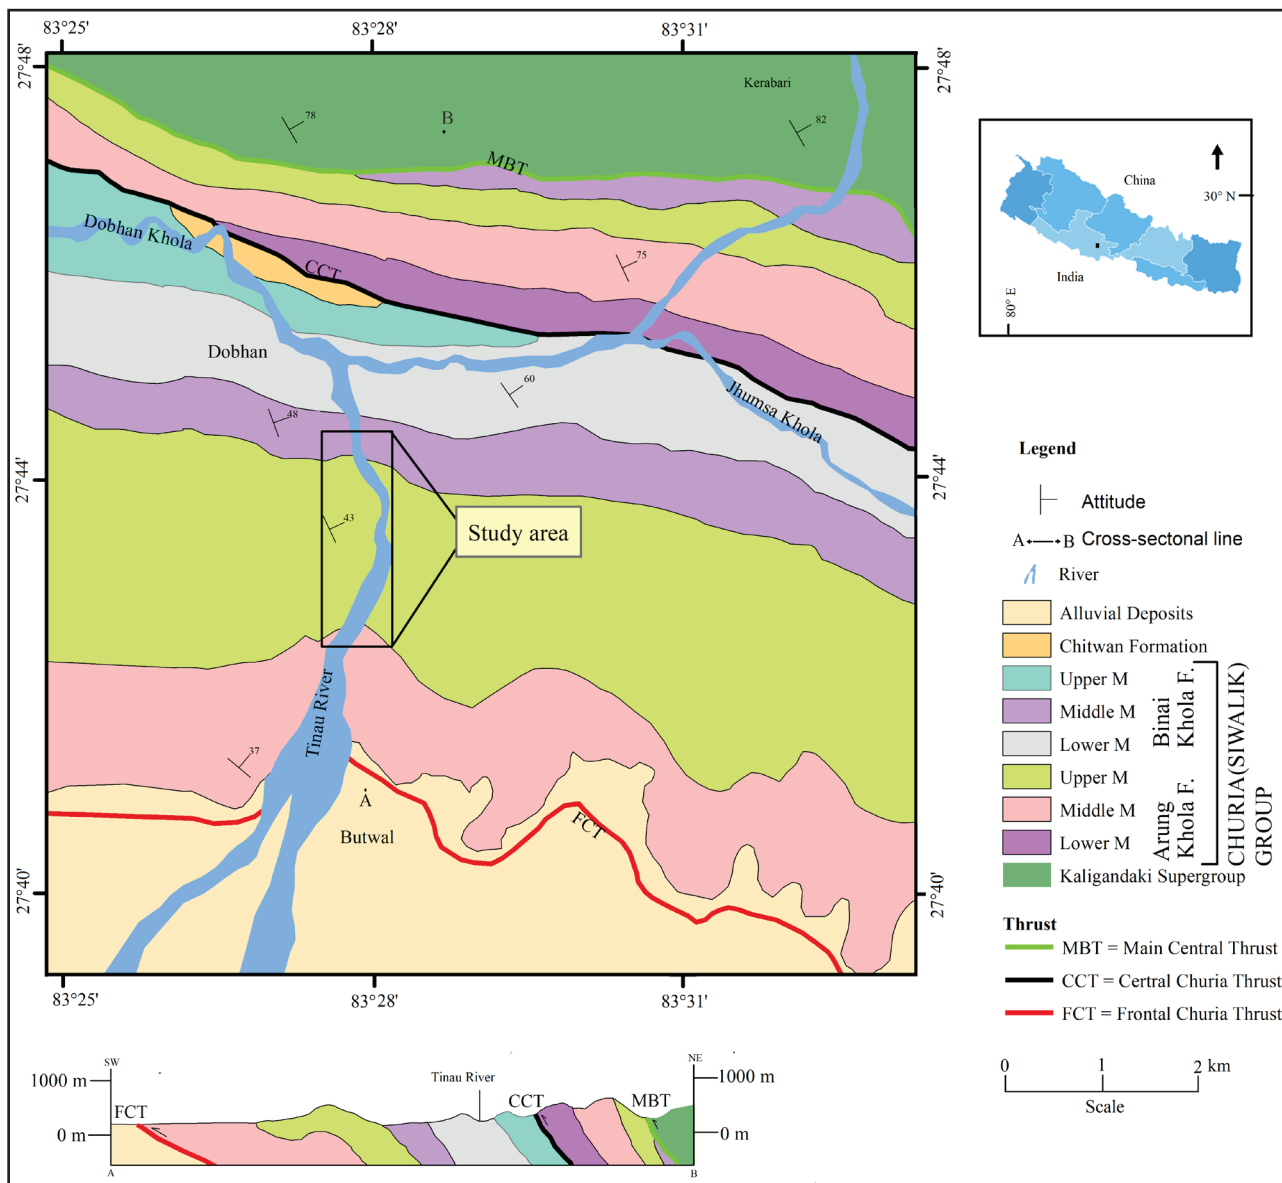 83°25'
83°28'
83°31'
27°48'
27°48'
Kerabari
78
B
82
MBT
China
30° N
India
80° E
Dobhan Khola
CCT
75
Dobhan
60
Jhumsa Khola
48
27°44'
27°44'
43
Study area
Legend
Attitude
A B Cross-sectonal line
River
Alluvial Deposits
Chitwan Formation
Upper M
Middle M
Lower M
Binai
Khola F.
Upper M
Middle M
Lower M
Arung
Khola F.
CHURIA(SIWALIK)
GROUP
Kaligandaki Supergroup
Tinau River
37
A
Butwal
FCT
27°40'
27°40'
Thrust
MBT = Main Central Thrust
CCT = Certral Churia Thrust
FCT = Frontal Churia Thrust
83°25'
83°28'
83°31'
SW
NE
1000 m
Tinau River
1000 m
FCT
CCT
MBT
0 m
0 m
A
B
0 1 2 km
Scale